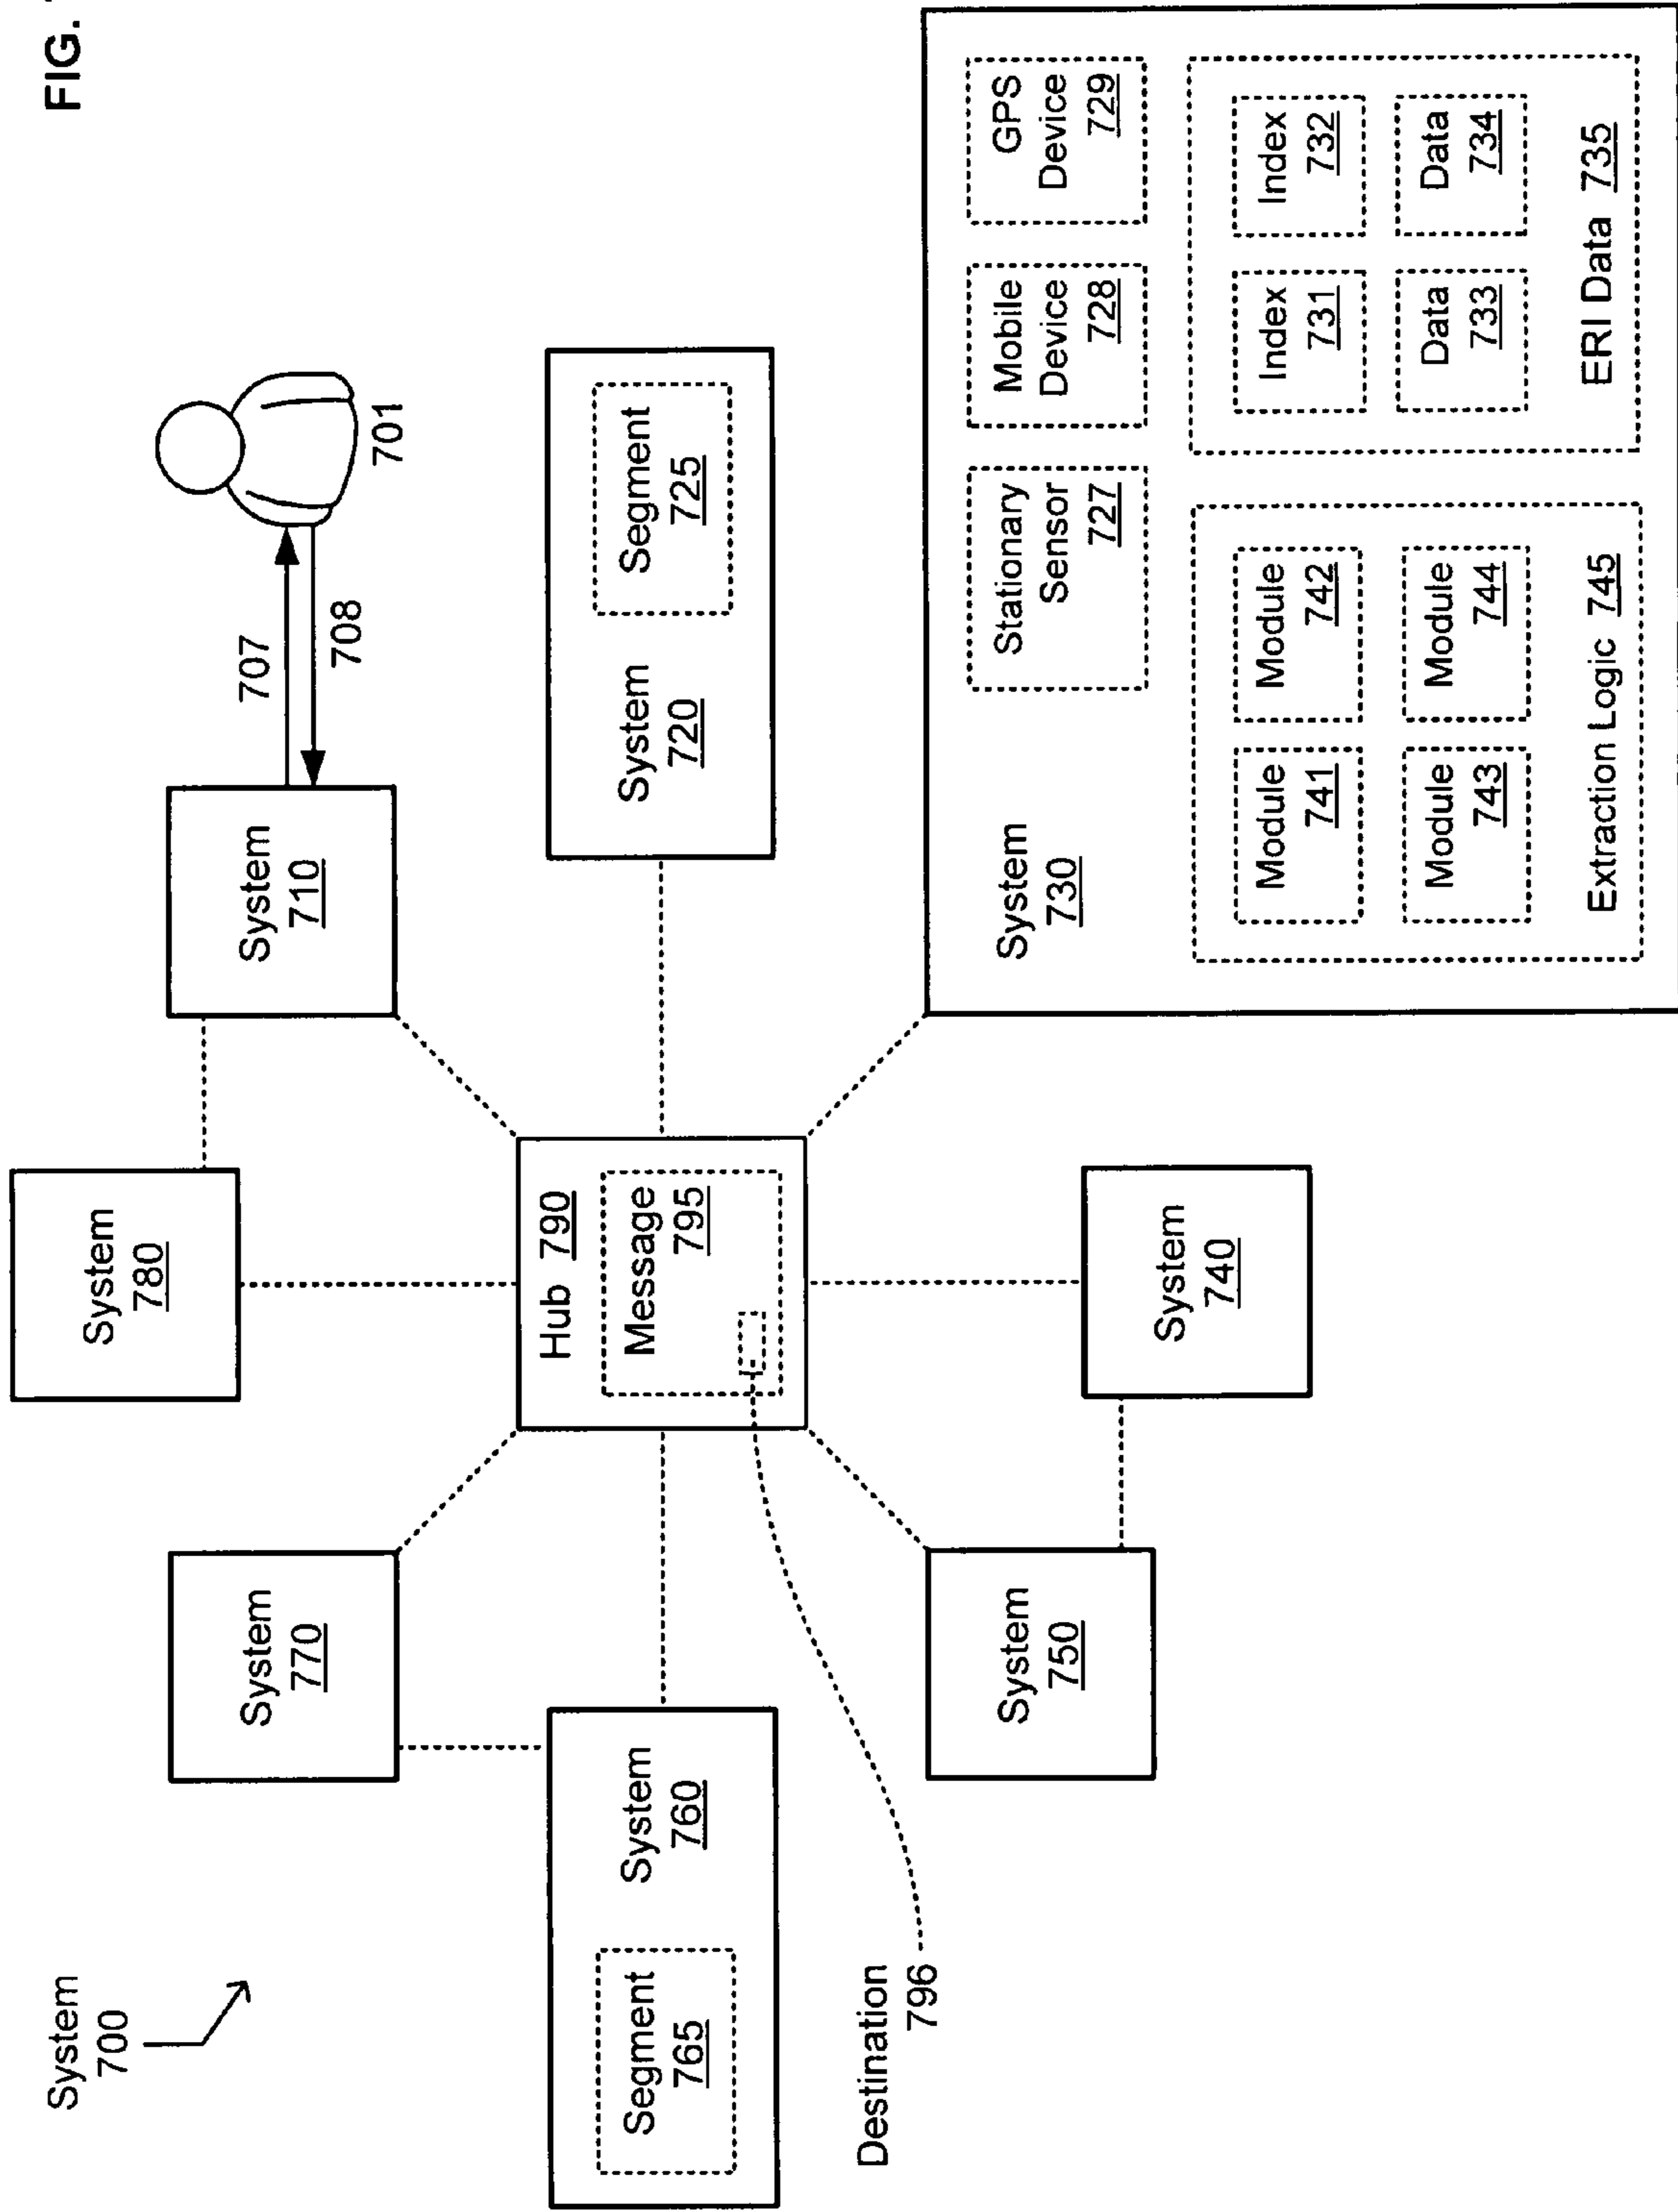 FIG.
System
700
System
780
System
770
System
710
707
708
701
Segment
765
System
760
Hub 790
Message
795
System
720
Segment
725
Destination
796
System
750
System
740
System
730
Stationary
Sensor
727
Mobile
Device
728
GPS
Device
729
Module
741
Module
742
Module
743
Module
744
Extraction Logic 745
Index
731
Index
732
Data
733
Data
734
ERI Data 735